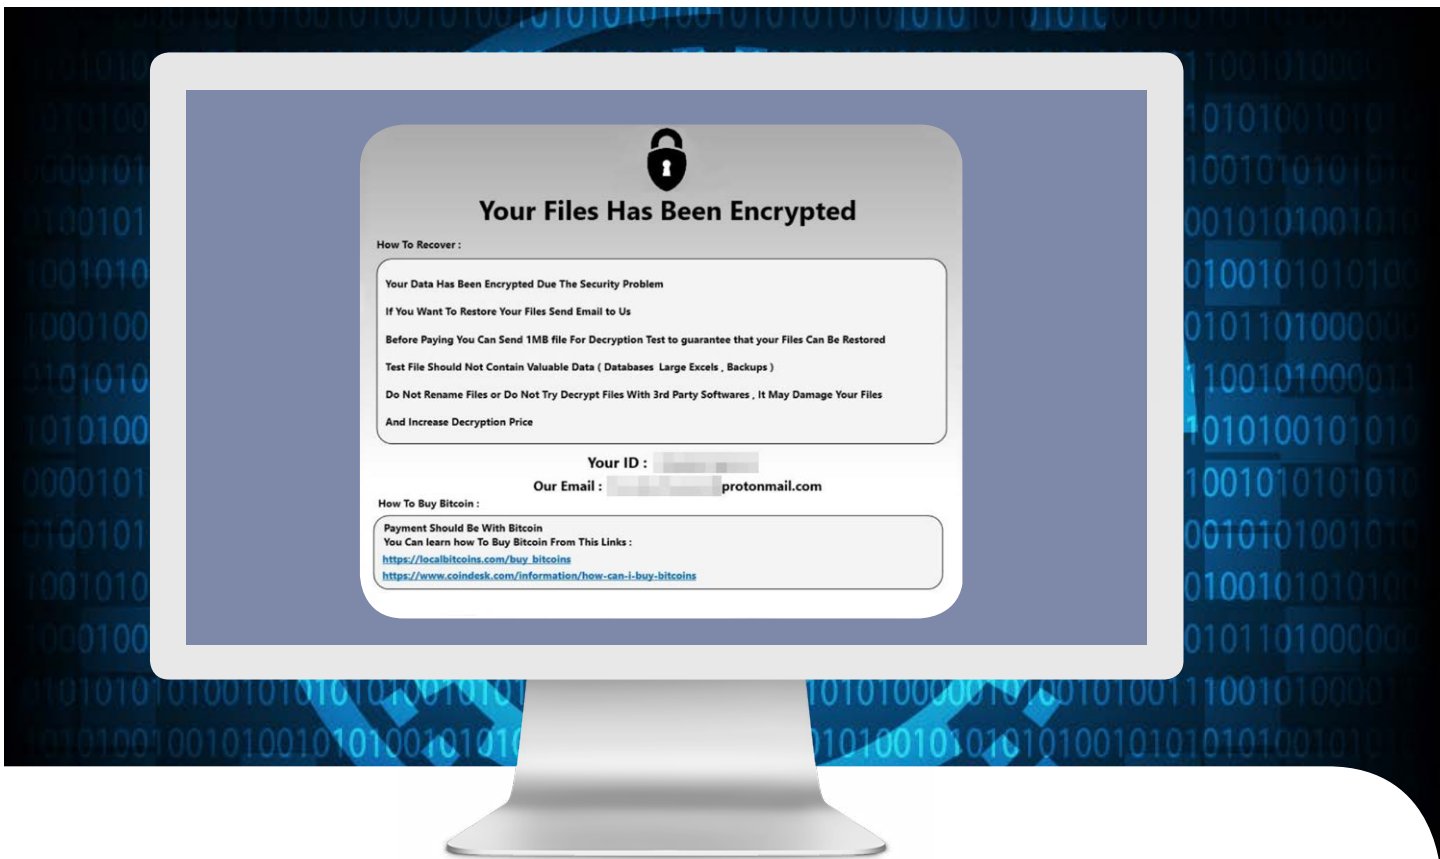 Your Files Has Been Encrypted
How To Recover :
Your Data Has Been Encrypted Due The Security Problem
If You Want To Restore Your Files Send Email to Us
Before Paying You Can Send 1MB file For Decryption Test to guarantee that your Files Can Be Restored
Test File Should Not Contain Valuable Data ( Databases Large Excels , Backups )
Do Not Rename Files or Do Not Try Decrypt Files With 3rd Party Softwares , It May Damage Your Files
And Increase Decryption Price
Your ID :
Our Email : protonmail.com
How To Buy Bitcoin :
Payment Should Be With Bitcoin
You Can learn how To Buy Bitcoin From This Links :
https://localbitcoins.com/buy_bitcoins
https://www.coindesk.com/information/how-can-i-buy-bitcoins